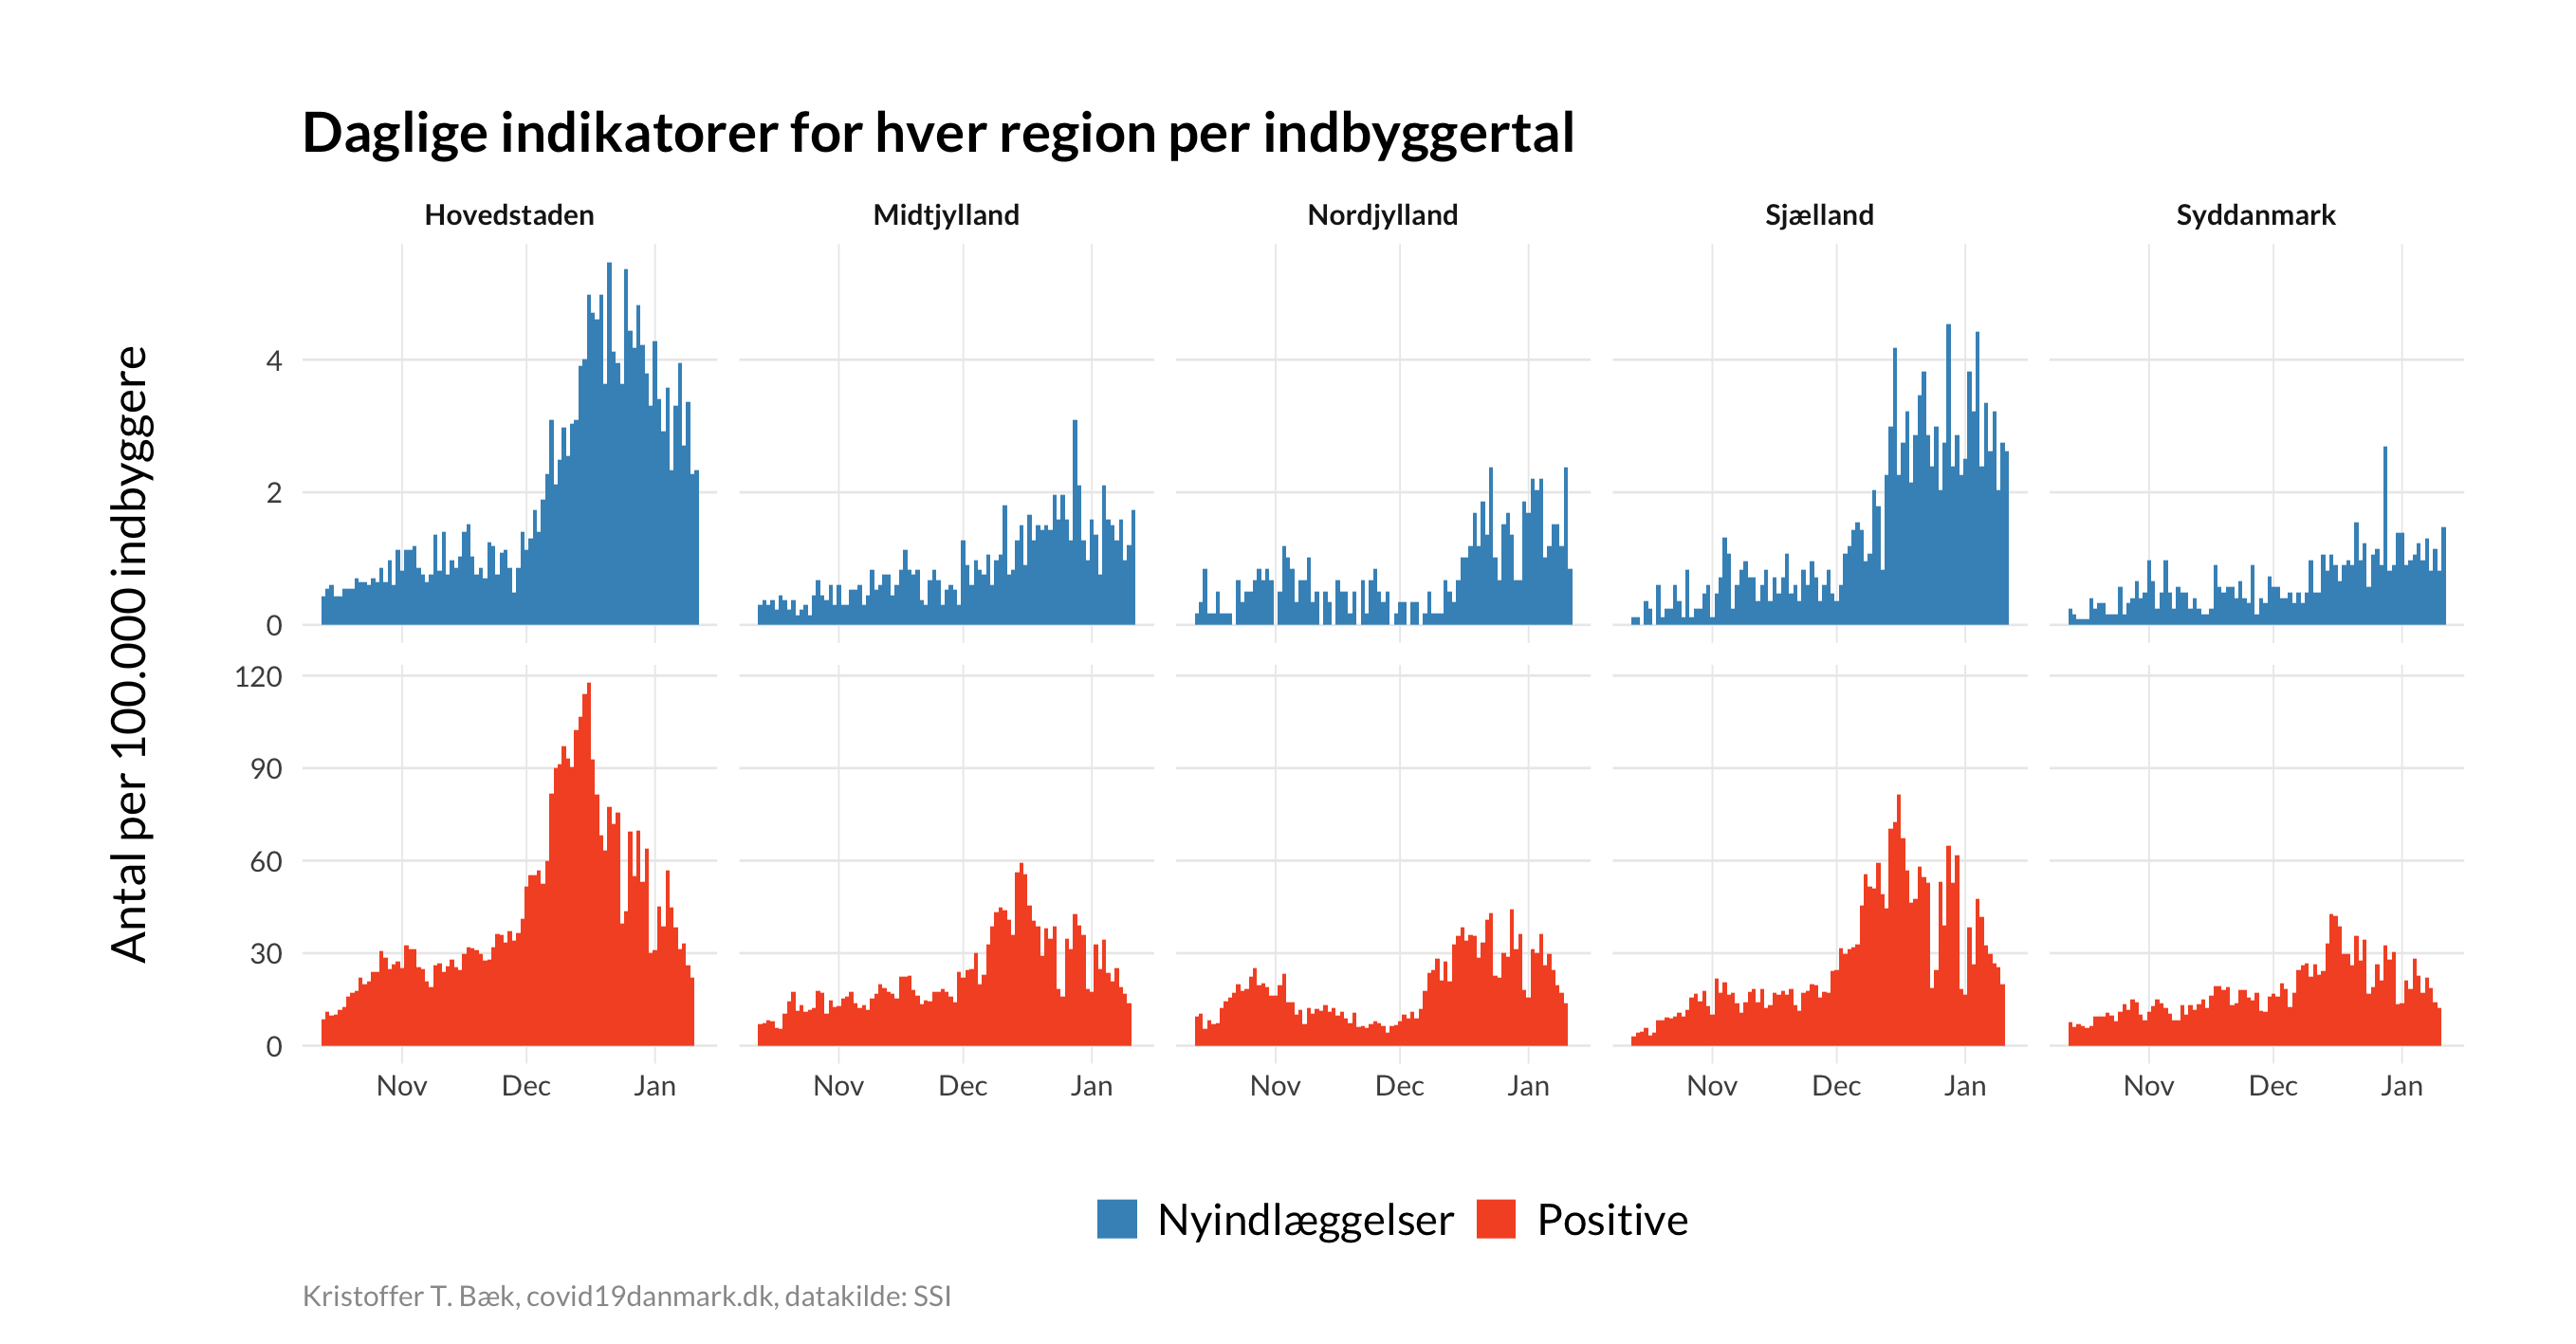 Daglige indikatorer for hver region per indbyggertal
Hovedstaden
Midtjylland
Nordjylland
Sjælland
Syddanmark
Antal per 100.000 indbyggere
4
2
0
120
90
60
30
0
Nov Dec Jan
Nov Dec Jan
Nov Dec Jan
Nov Dec Jan
Nov Dec Jan
Nyindlæggelser
Positive
Kristoffer T. Bæk, covid19danmark.dk, datakilde: SSI